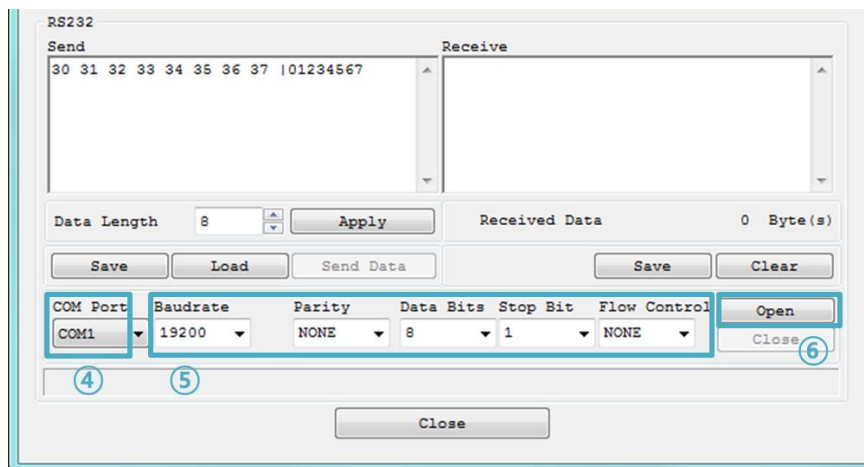 RS232
Send Receive
30 31 32 33 34 35 36 37 |01234567
Data Length 8 Apply Received Data 0 Byte(s)
Save Load Send Data Save Clear
COM Port Baudrate Parity Data Bits Stop Bit Flow Control Open
COM1 19200 NONE 8 1 NONE Close
④ ⑤ ⑥
Close